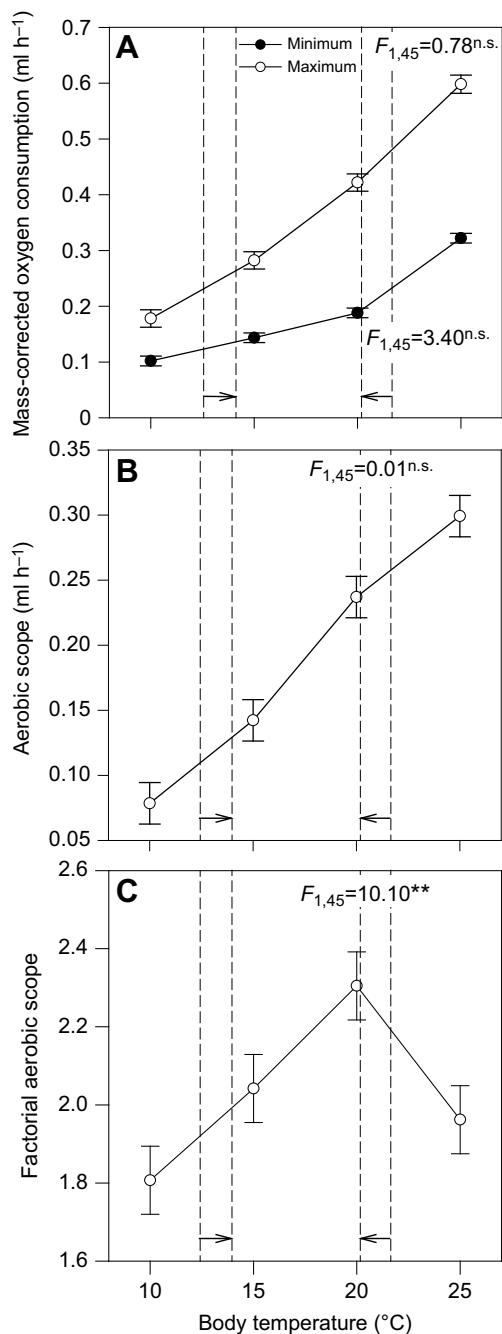 A
Minimum
Maximum
F1,45=0.78n.s.
F1,45=3.40n.s.
Mass-corrected oxygen consumption (ml h–1)
0.7
0.6
0.5
0.4
0.3
0.2
0.1
0
B
F1,45=0.01n.s.
Aerobic scope (ml h–1)
0.35
0.30
0.25
0.20
0.15
0.10
0.05
C
F1,45=10.10**
Factorial aerobic scope
2.6
2.4
2.2
2.0
1.8
1.6
10 15 20 25
Body temperature (°C)